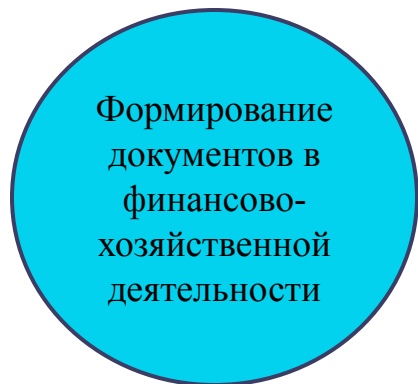 Формирование
документов в
финансово-
хозяйственной
деятельности